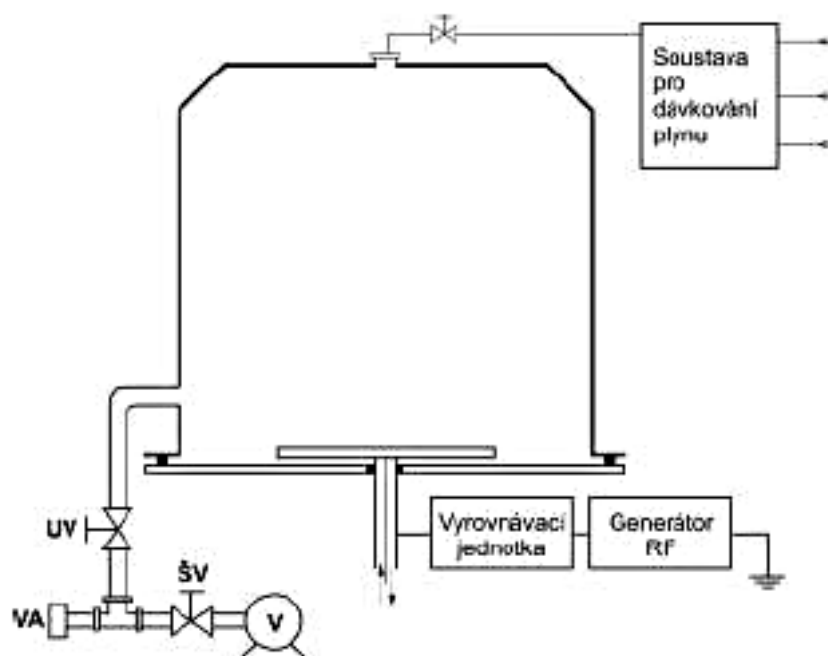 Soustava
pro
dávkování
plynu
UV
Vyrovnávací
jednotka
Generátor
RF
ŠV
VA
V